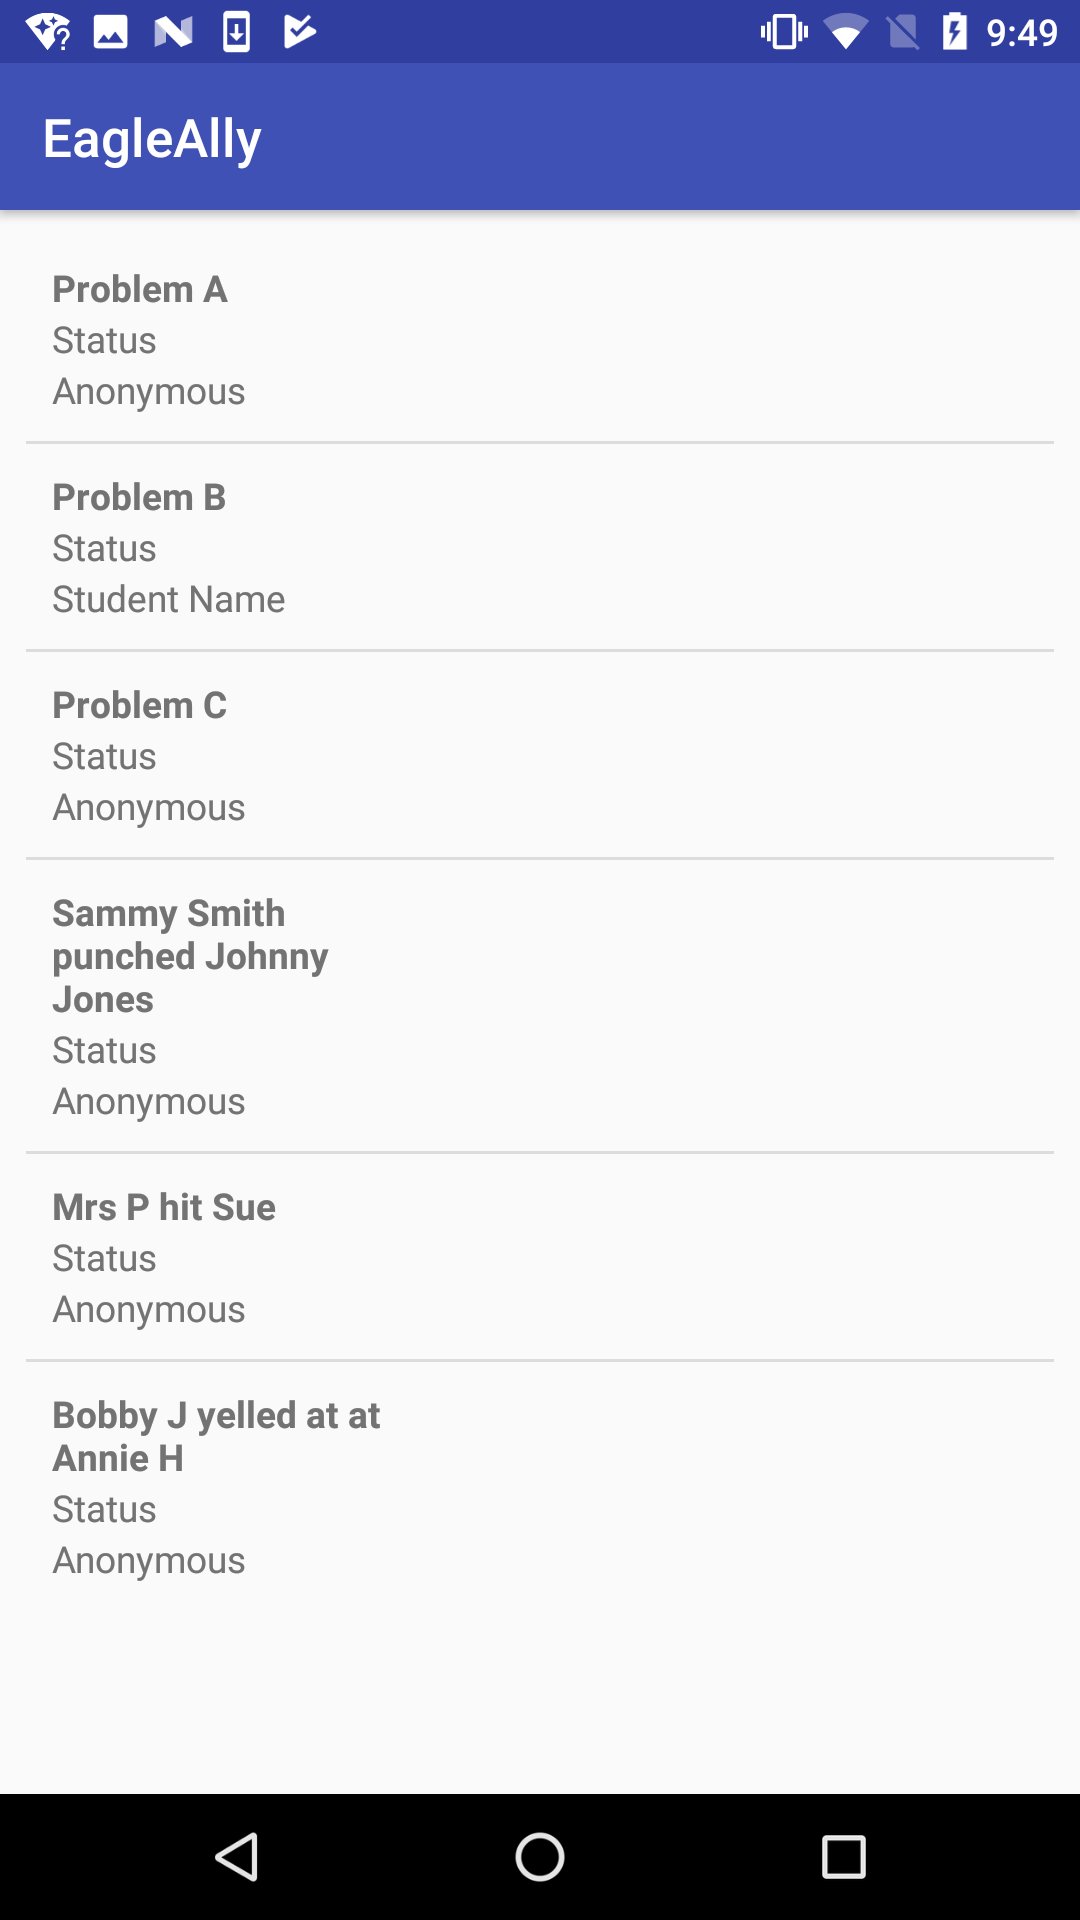 9:49
EagleAlly
Problem A
Status
Anonymous
Problem B
Status
Student Name
Problem C
Status
Anonymous
Sammy Smith
punched Johnny
Jones
Status
Anonymous
Mrs P hit Sue
Status
Anonymous
Bobby J yelled at at
Annie H
Status
Anonymous